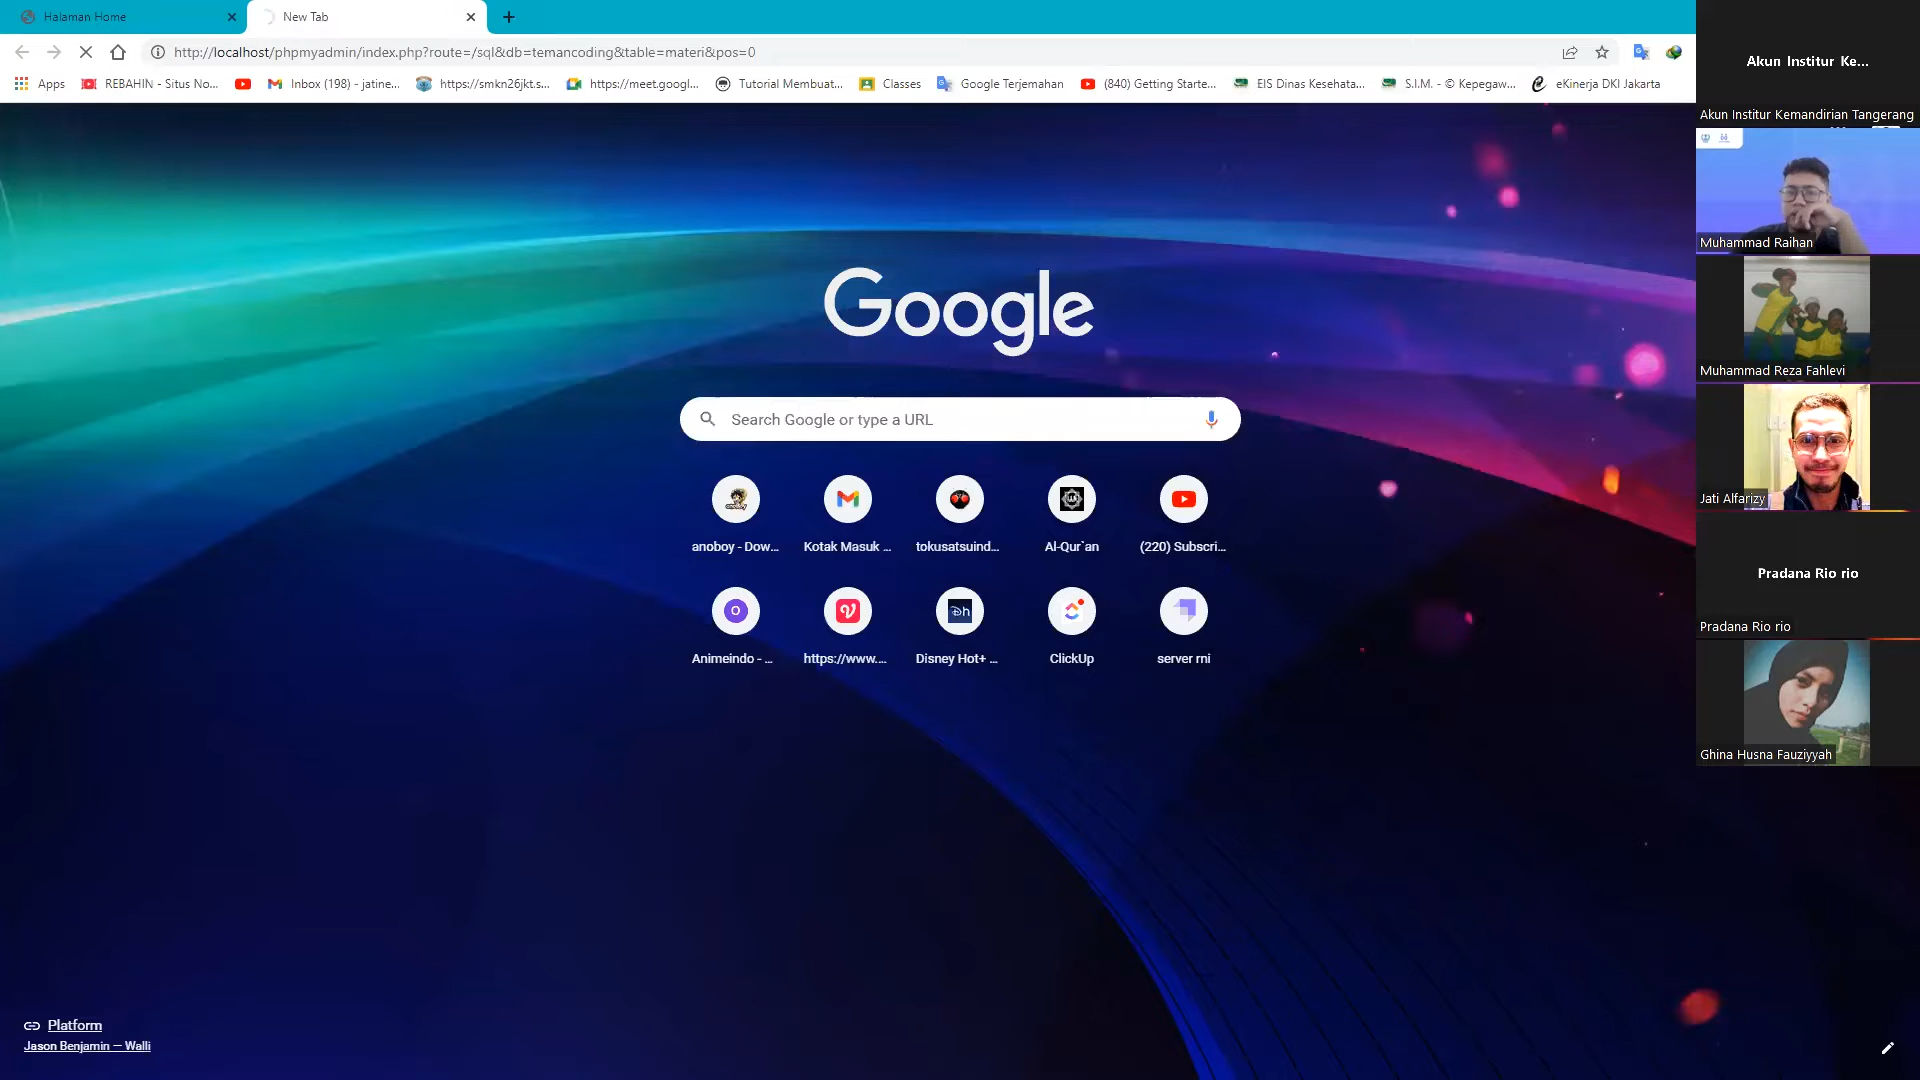 Halaman Home
New Tab
http://localhost/phpmyadmin/index.php?route=/sql&db=temancoding&table=materi&pos=0
Apps
REBAHIN - Situs No...
Inbox (198) - jatine...
https://smkn26jkt.s...
https://meet.googl...
Tutorial Membuat...
Classes
Google Terjemahan
(840) Getting Starte...
EIS Dinas Kesehata...
S.I.M. - © Kepegaw...
eKinerja DKI Jakarta
Google
Search Google or type a URL
anoboy - Dow...
Kotak Masuk ...
tokusatsuind...
Al-Qur`an
(220) Subscri...
Animeindo - ...
https://www....
Disney Hot+ ...
ClickUp
server rni
Platform
Jason Benjamin — Walli
Akun Institur Ke...
Akun Institur Kemandirian Tangerang
Muhammad Raihan
Muhammad Reza Fahlevi
Jati Alfarizy
Pradana Rio rio
Pradana Rio rio
Ghina Husna Fauziyyah